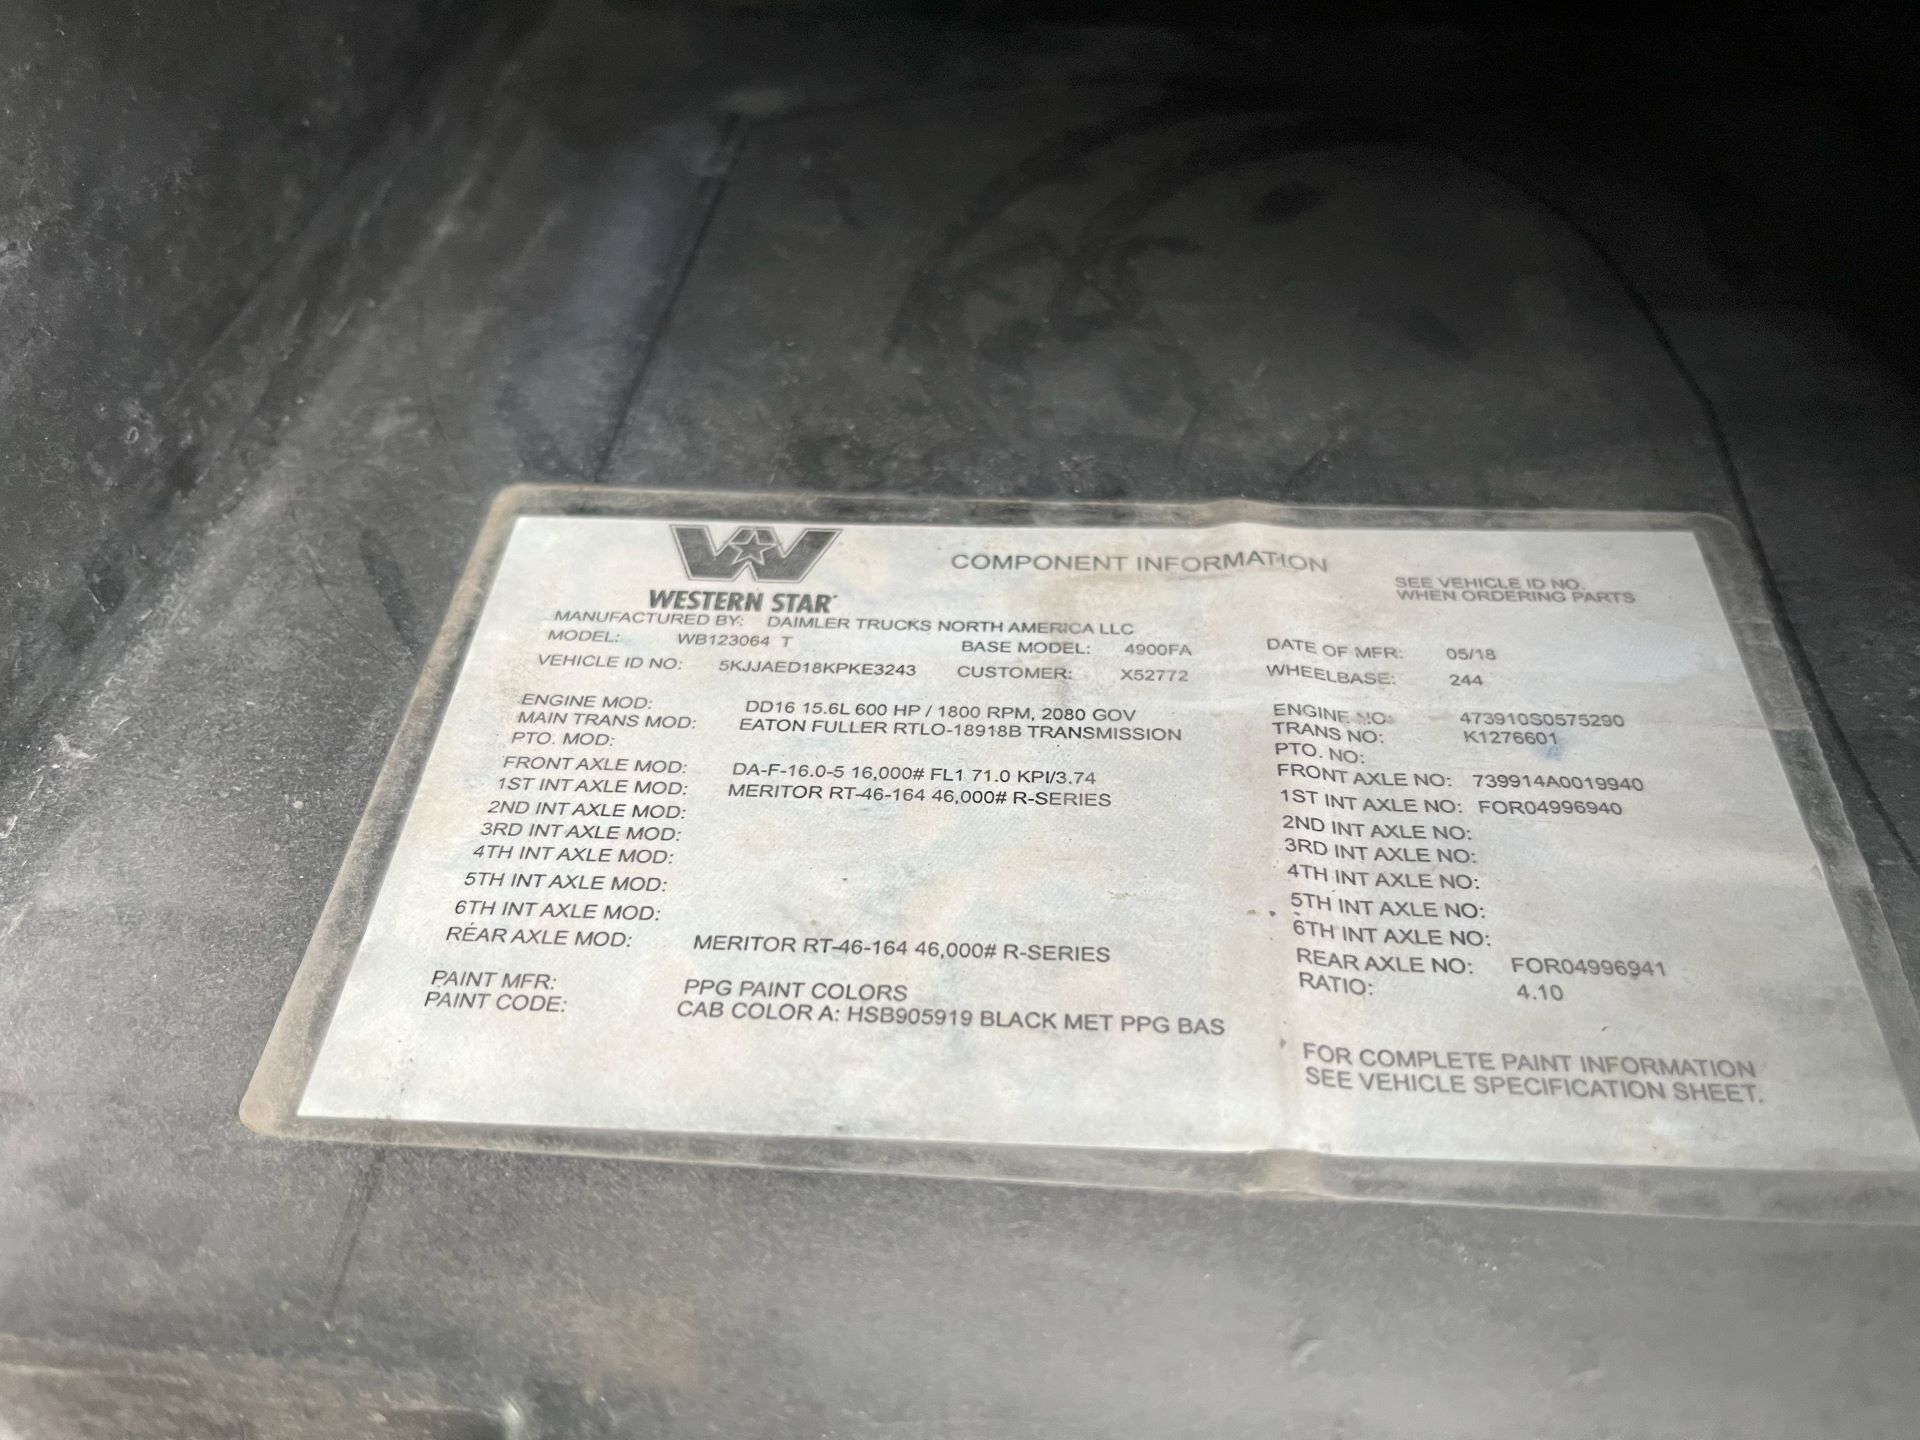 COMPONENT INFORMATION
SEE VEHICLE ID NO.
WHEN ORDERING PARTS
WESTERN STAR
MANUFACTURED BY: DAIMLER TRUCKS NORTH AMERICA LLC
MODEL: WB123064 T BASE MODEL: 4900FA DATE OF MFR: 05/18
VEHICLE ID NO: 5KJJAED18KPKE3243 CUSTOMER: X52772 WHEELBASE: 244
ENGINE MOD: DD16 15.6L 600 HP / 1800 RPM, 2080 GOV ENGINE NO: 473910S0575290
MAIN TRANS MOD: EATON FULLER RTLO-18918B TRANSMISSION TRANS NO: K1276601
PTO. MOD: PTO. NO:
FRONT AXLE MOD: DA-F-16.0-5 16,000# FL1 71.0 KPI/3.74 FRONT AXLE NO: 739914A0019940
1ST INT AXLE MOD: MERITOR RT-46-164 46,000# R-SERIES 1ST INT AXLE NO: FOR04996940
2ND INT AXLE MOD: 2ND INT AXLE NO:
3RD INT AXLE MOD: 3RD INT AXLE NO:
4TH INT AXLE MOD: 4TH INT AXLE NO:
5TH INT AXLE MOD: 5TH INT AXLE NO:
6TH INT AXLE MOD: 6TH INT AXLE NO:
REAR AXLE MOD: MERITOR RT-46-164 46,000# R-SERIES REAR AXLE NO: FOR04996941
RATIO: 4.10
PAINT MFR: PPG PAINT COLORS
PAINT CODE: CAB COLOR A: HSB905919 BLACK MET PPG BAS
FOR COMPLETE PAINT INFORMATION
SEE VEHICLE SPECIFICATION SHEET.